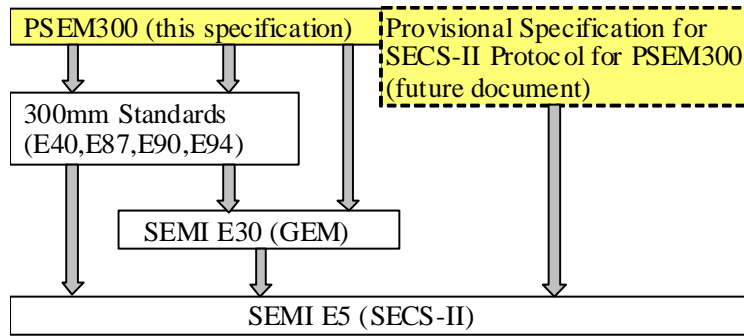 PSEM300 (this specification)
Provisional Specification for
SECS-II Protocol for PSEM300
(future document)
300mm Standards
(E40,E87,E90,E94)
SEMI E30 (GEM)
SEMI E5 (SECS-II)